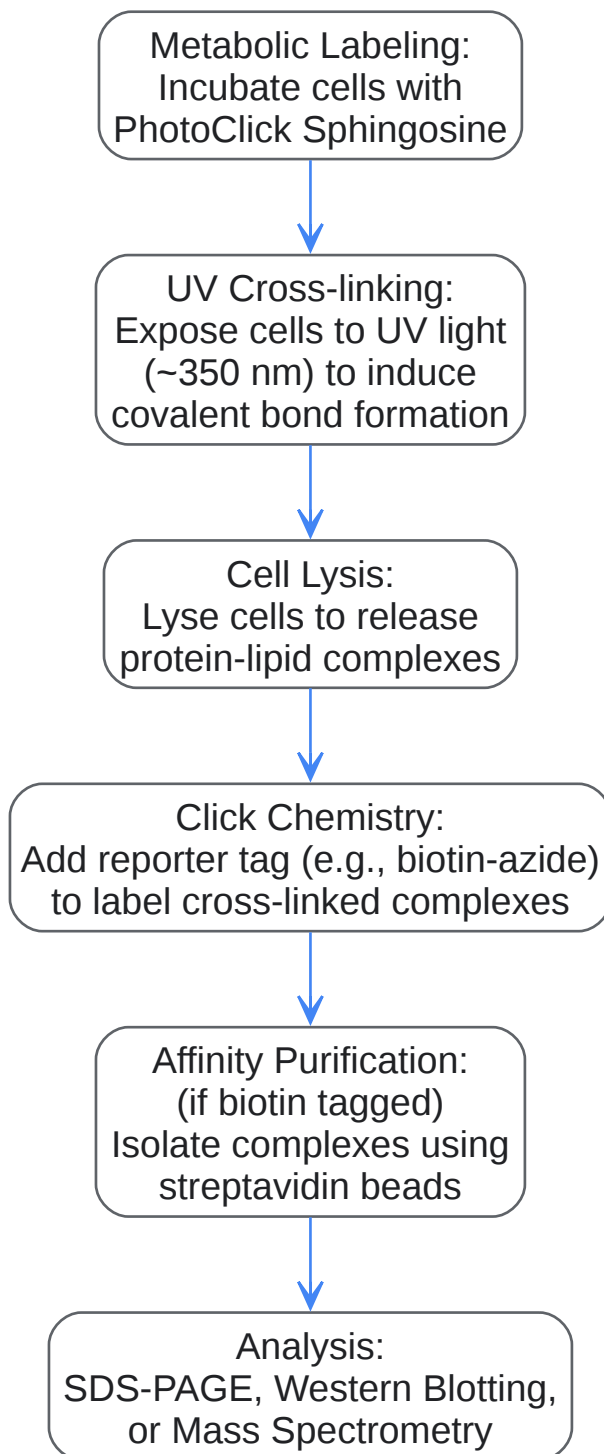 Metabolic Labeling:
Incubate cells with
PhotoClick Sphingosine
UV Cross-linking:
Expose cells to UV light
(~350 nm) to induce
covalent bond formation
Cell Lysis:
Lyse cells to release
protein-lipid complexes
Click Chemistry:
Add reporter tag (e.g., biotin-azide)
to label cross-linked complexes
Affinity Purification:
(if biotin tagged)
Isolate complexes using
streptavidin beads
Analysis:
SDS-PAGE, Western Blotting,
or Mass Spectrometry